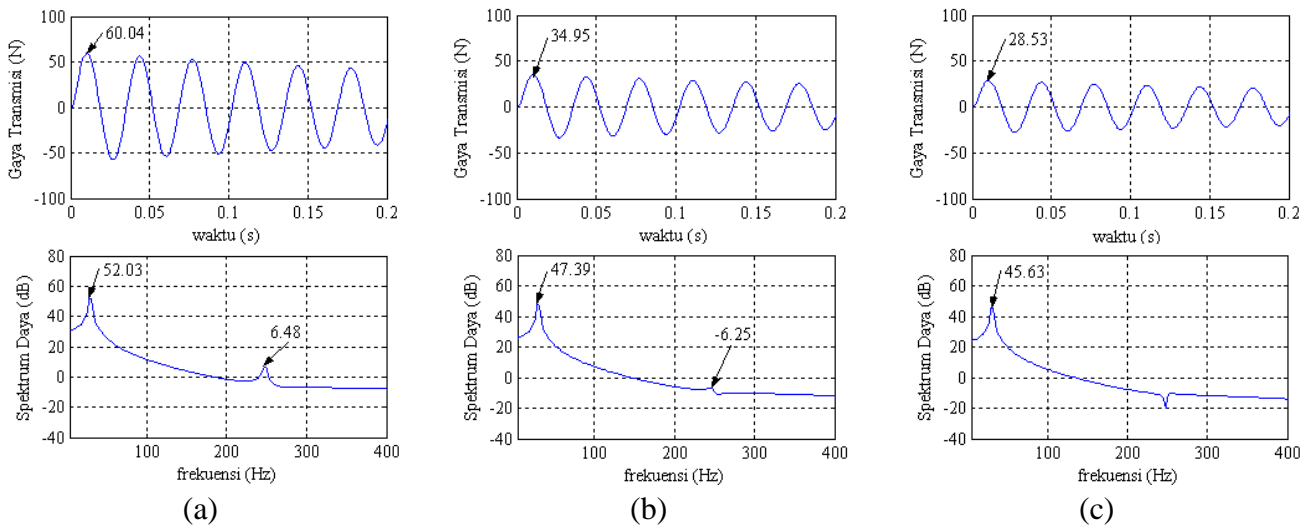 60.04
Gaya Transmisi (N)
100
50
0
-50
-100
0 0.05 0.1 0.15 0.2
waktu (s)
34.95
Gaya Transmisi (N)
100
50
0
-50
-100
0 0.05 0.1 0.15 0.2
waktu (s)
28.53
Gaya Transmisi (N)
100
50
0
-50
-100
0 0.05 0.1 0.15 0.2
waktu (s)
52.03
6.48
Spektrum Daya (dB)
80
60
40
20
0
-20
-40
100 200 300 400
frekuensi (Hz)
(a)
47.39
-6.25
Spektrum Daya (dB)
80
60
40
20
0
-20
-40
100 200 300 400
frekuensi (Hz)
(b)
45.63
Spektrum Daya (dB)
80
60
40
20
0
-20
-40
100 200 300 400
frekuensi (Hz)
(c)